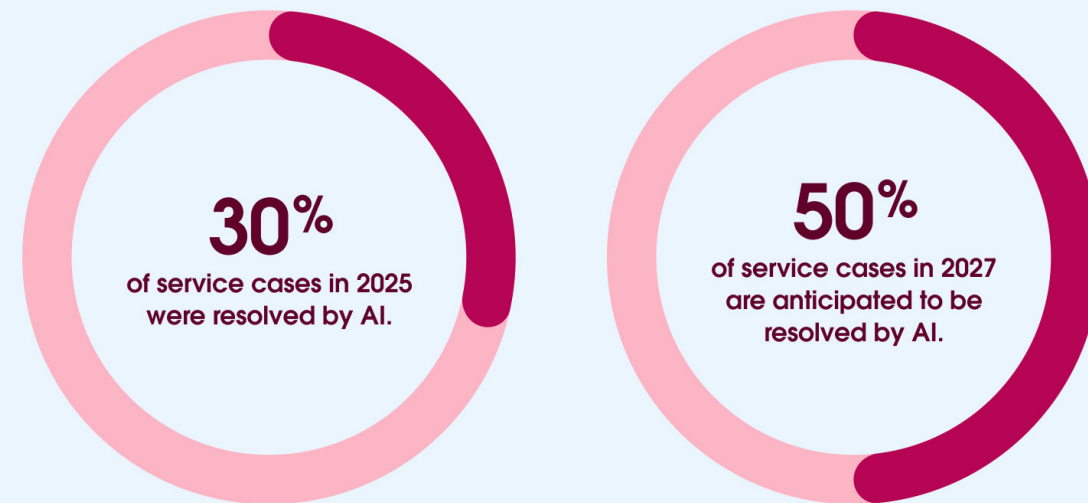 30%
of service cases in 2025
were resolved by AI.
50%
of service cases in 2027
are anticipated to be
resolved by AI.